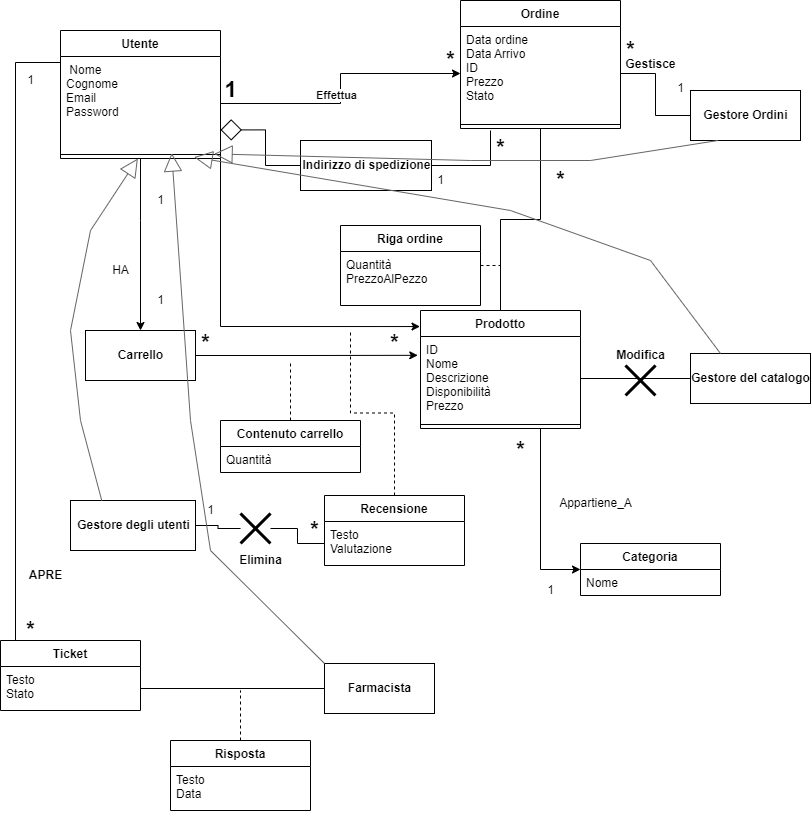 Ordine
Data ordine
Data Arrivo
ID
Prezzo
Stato
*
Gestisce
1
Gestore Ordini
Utente
Nome
Cognome
Email
Password
1
1
Effettua
*
Indirizzo di spedizione
1
*
*
1
HA
1
Riga ordine
Quantità
PrezzoAlPezzo
Carrello
*
*
Prodotto
ID
Nome
Descrizione
Disponibilità
Prezzo
Modifica
Gestore del catalogo
Contenuto carrello
Quantità
*
Appartiene_A
1
Categoria
Nome
Gestore degli utenti
1
Elimina
*
Recensione
Testo
Valutazione
APRE
*
Ticket
Testo
Stato
Farmacista
Risposta
Testo
Data